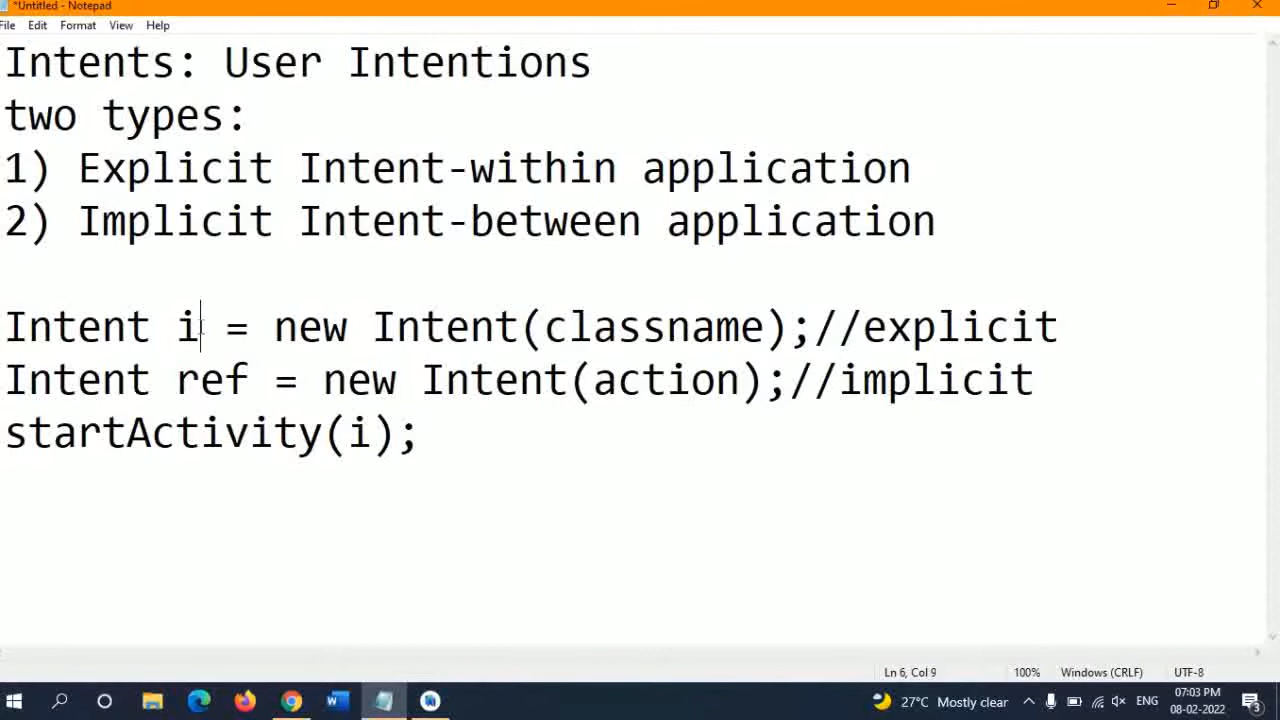 *Untitled - Notepad
File Edit Format View Help
Intents: User Intentions
two types:
1) Explicit Intent-within application
2) Implicit Intent-between application
Intent i = new Intent(classname);//explicit
Intent ref = new Intent(action);//implicit
startActivity(i);
Ln 6, Col 9 100% Windows (CRLF) UTF-8
27°C Mostly clear ENG 07:03 PM
08-02-2022 3